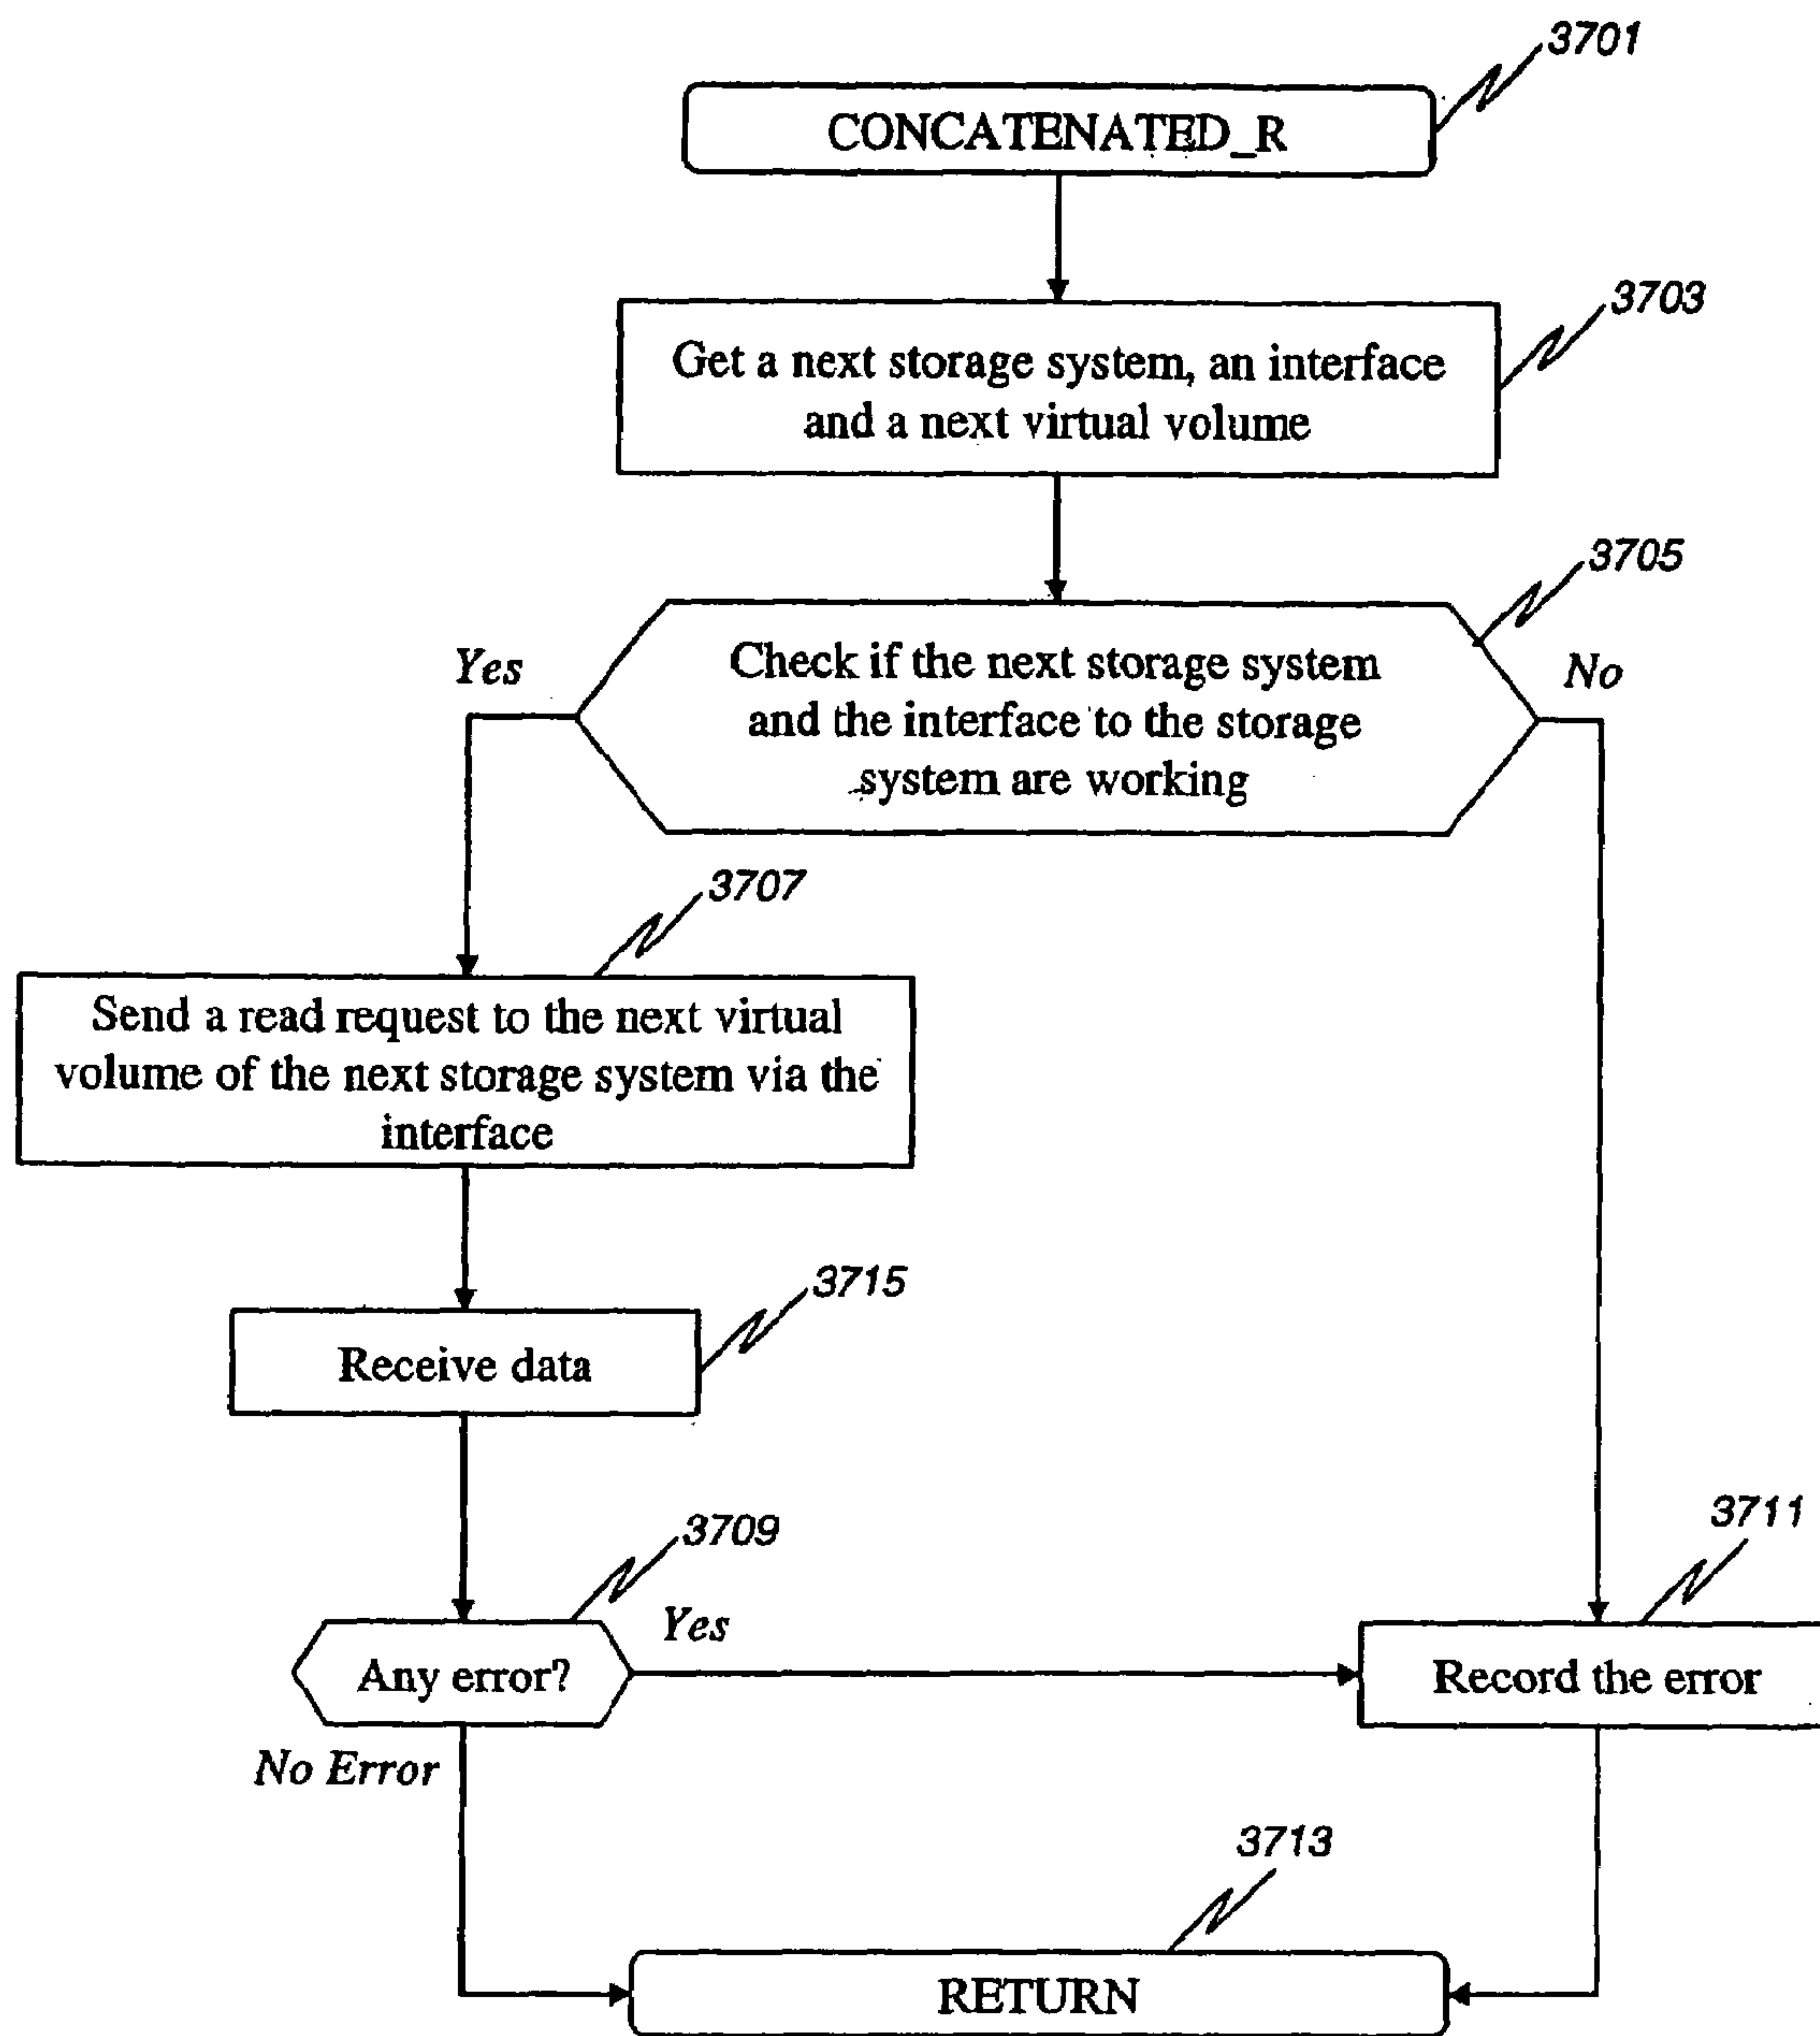 3701
CONCATENATED_R
3703
Get a next storage system, an interface
and a next virtual volume
3705
Yes
Check if the next storage system
and the interface to the storage
system are working
No
3707
Send a read request to the next virtual
volume of the next storage system via the
interface
3715
Receive data
3709
Yes
Any error?
3711
Record the error
No Error
3713
RETURN